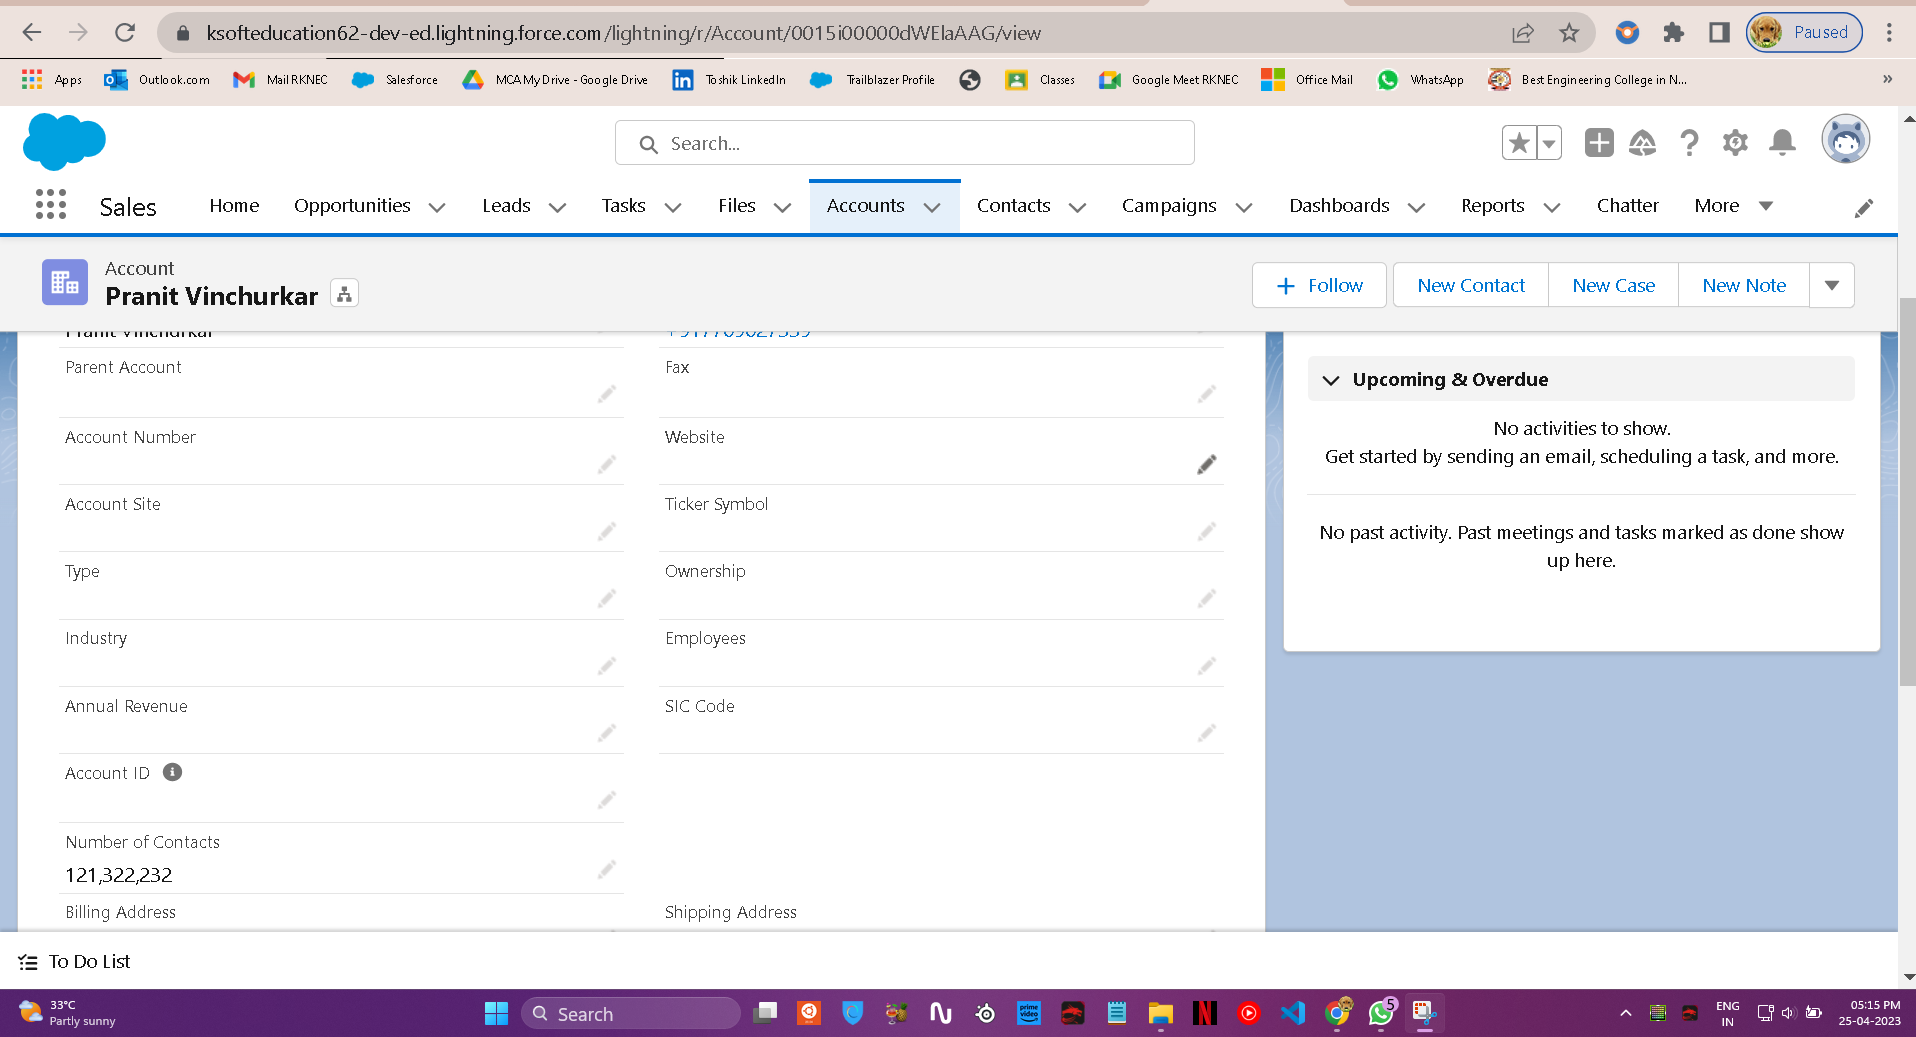 ksofteducation62-dev-ed.lightning.force.com/lightning/r/Account/0015i00000dWElaAAG/view
Paused
Apps
Outlook.com
Mail RKNEC
Salesforce
MCA My Drive - Google Drive
Toshik LinkedIn
Trailblazer Profile
Classes
Google Meet RKNEC
Office Mail
WhatsApp
Best Engineering College in N...
»
Search...
Sales
Home
Opportunities
Leads
Tasks
Files
Accounts
Contacts
Campaigns
Dashboards
Reports
Chatter
More
Account
Pranit Vinchurkar
Follow
New Contact
New Case
New Note
Pranit Vinchurkar
Parent Account
Fax
Account Number
Website
Account Site
Ticker Symbol
Type
Ownership
Industry
Employees
Annual Revenue
SIC Code
Account ID
Number of Contacts
121,322,232
Billing Address
Shipping Address
Upcoming & Overdue
No activities to show.
Get started by sending an email, scheduling a task, and more.
No past activity. Past meetings and tasks marked as done show
up here.
To Do List
33°C
Partly sunny
Search
prime video
5
ENG
IN
05:15 PM
25-04-2023